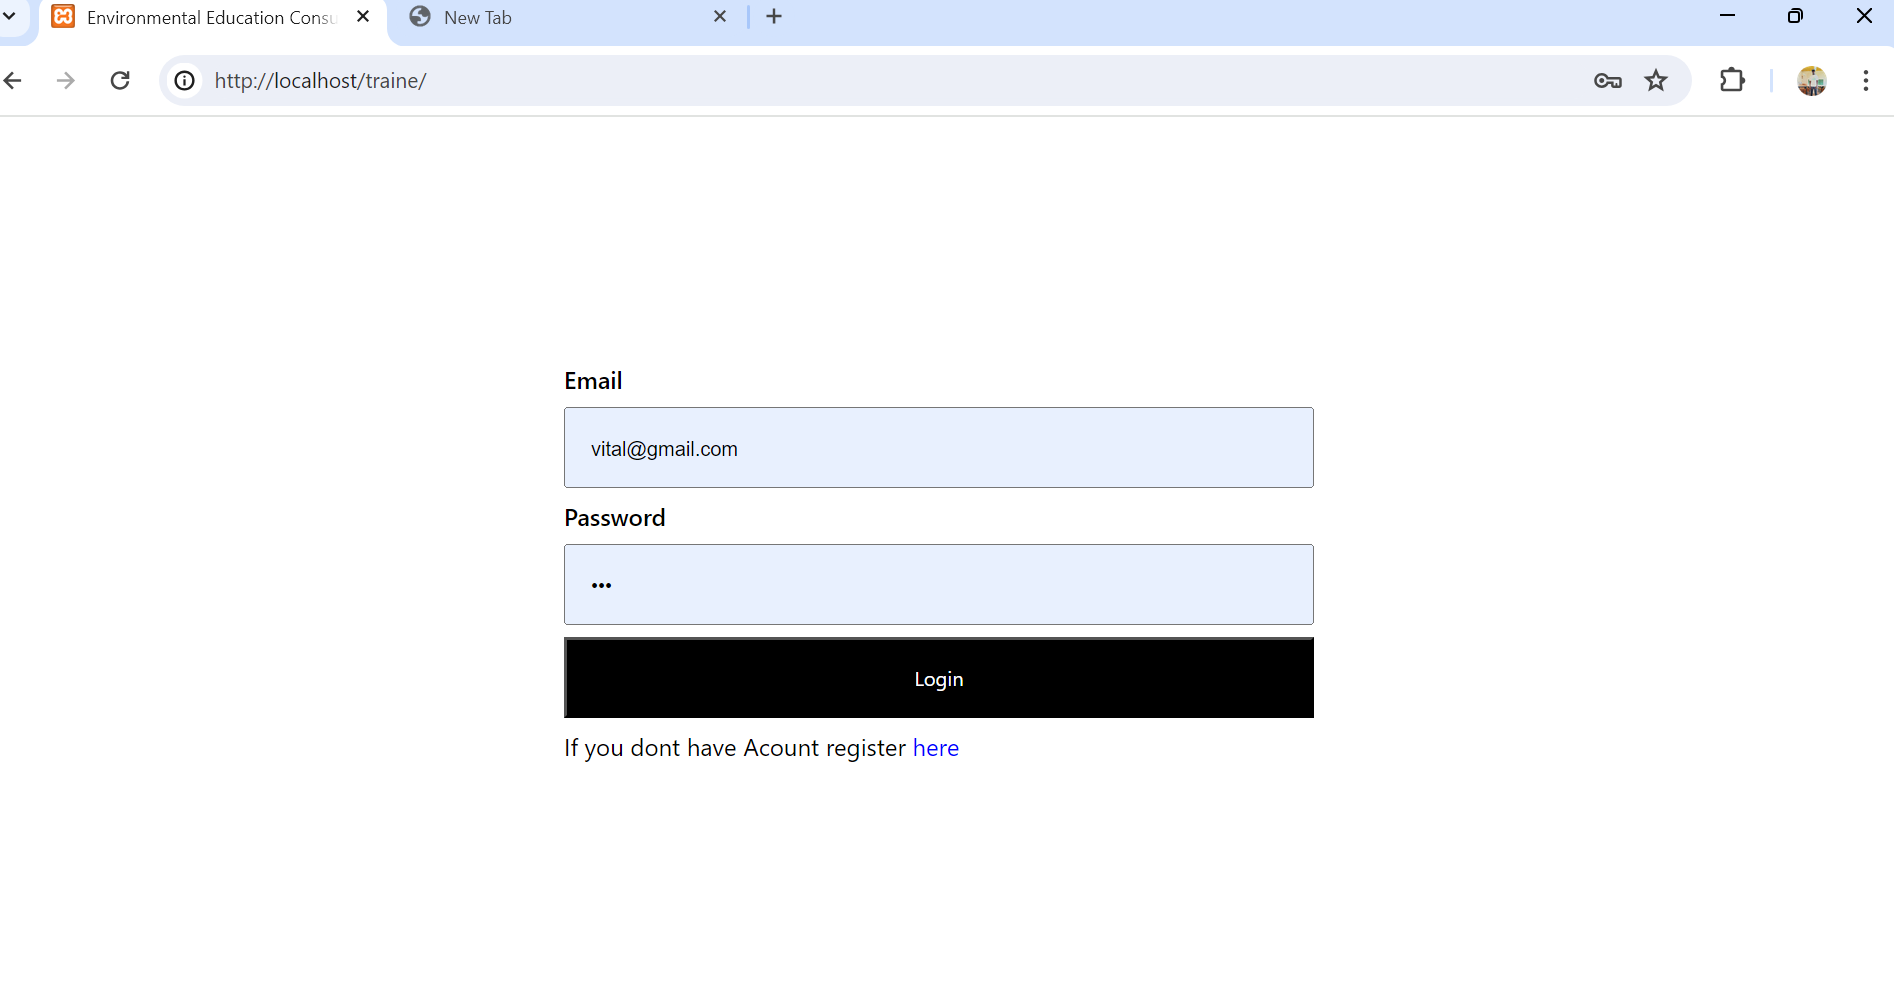 Environmental Education Consu
New Tab
http://localhost/traine/
Email
vital@gmail.com
Password
•••
Login
If you dont have Acount register here